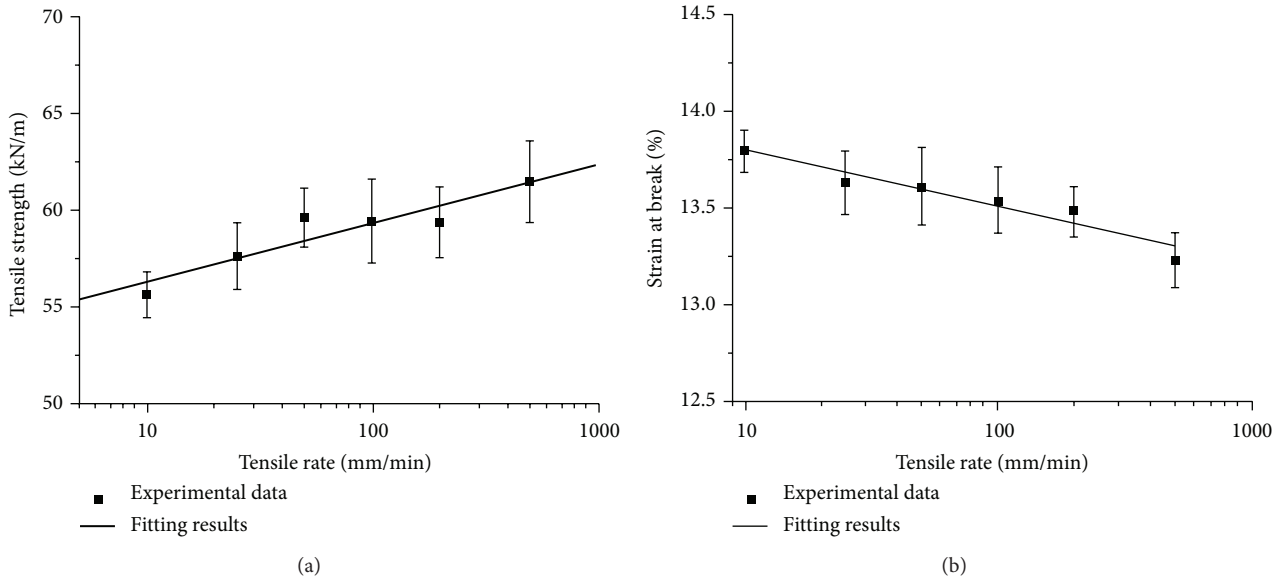 Tensile strength (kN/m)
70
65
60
55
50
10
100
1000
Tensile rate (mm/min)
Experimental data
Fitting results
(a)
Strain at break (%)
14.5
14.0
13.5
13.0
12.5
10
100
1000
Tensile rate (mm/min)
Experimental data
Fitting results
(b)